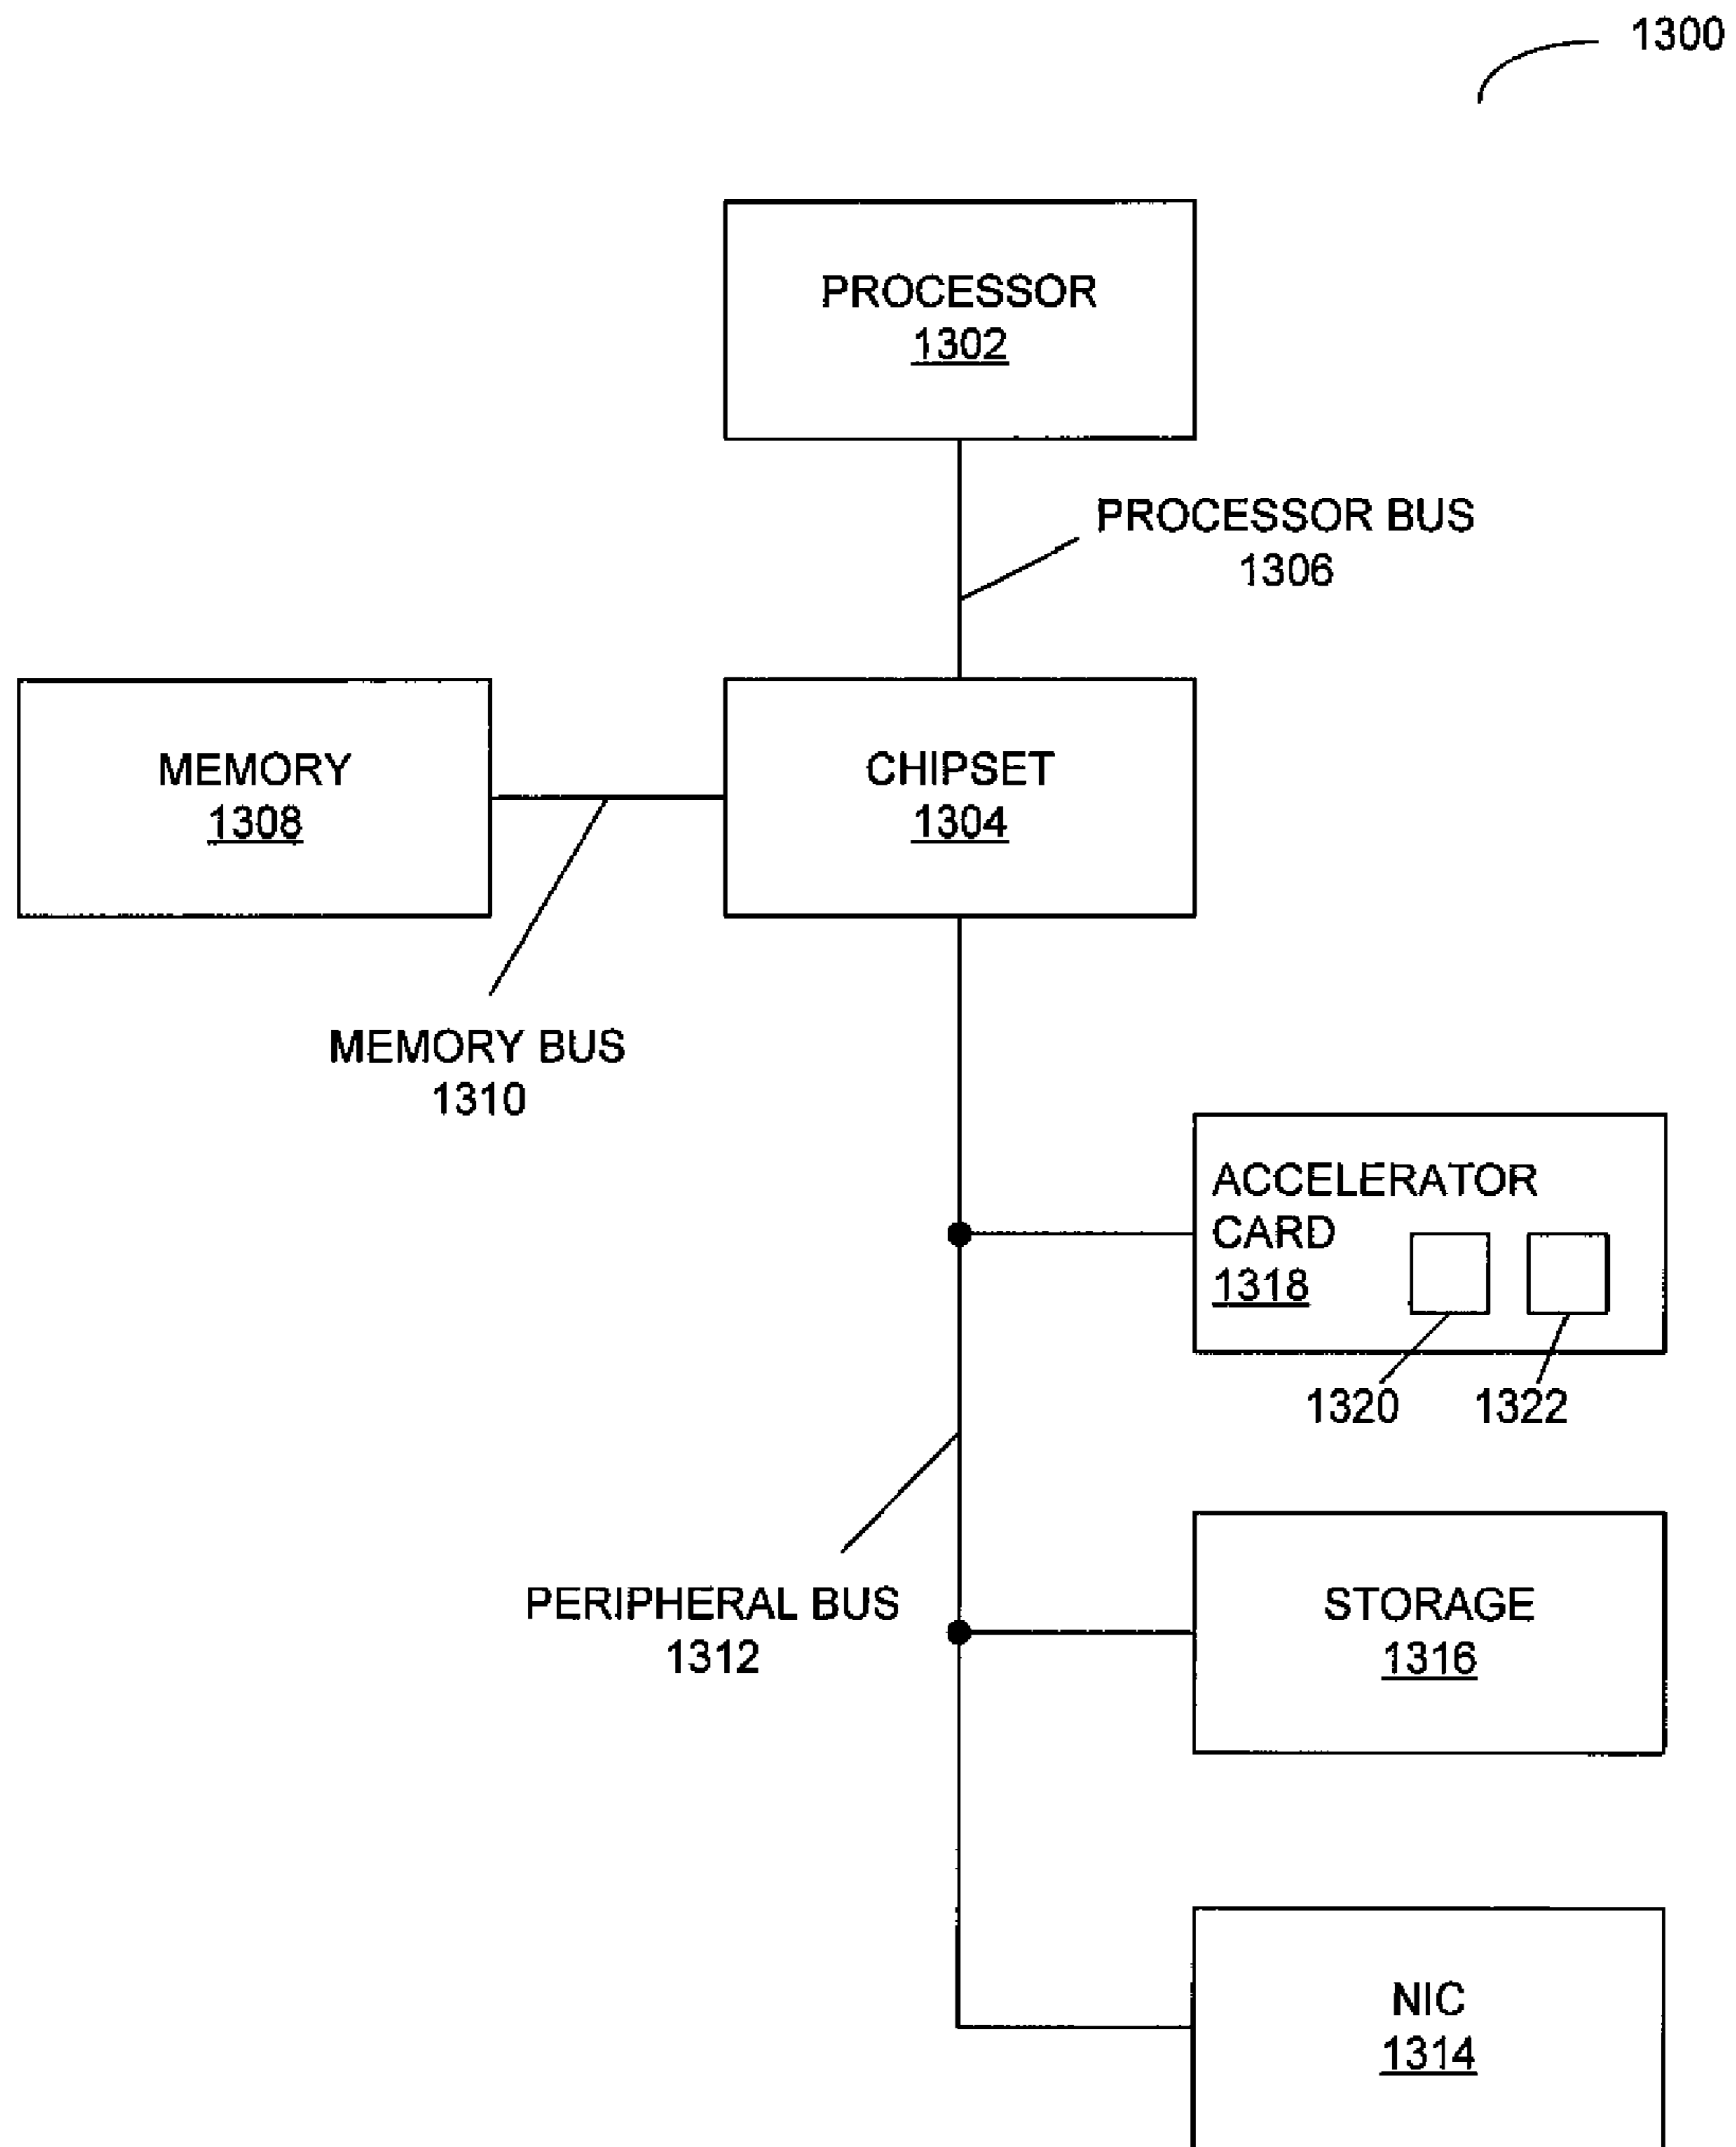 1300
PROCESSOR
1302
PROCESSOR BUS
1306
MEMORY
1308
CHIPSET
1304
MEMORY BUS
1310
ACCELERATOR
CARD
1318
1320
1322
PERIPHERAL BUS
1312
STORAGE
1316
NIC
1314